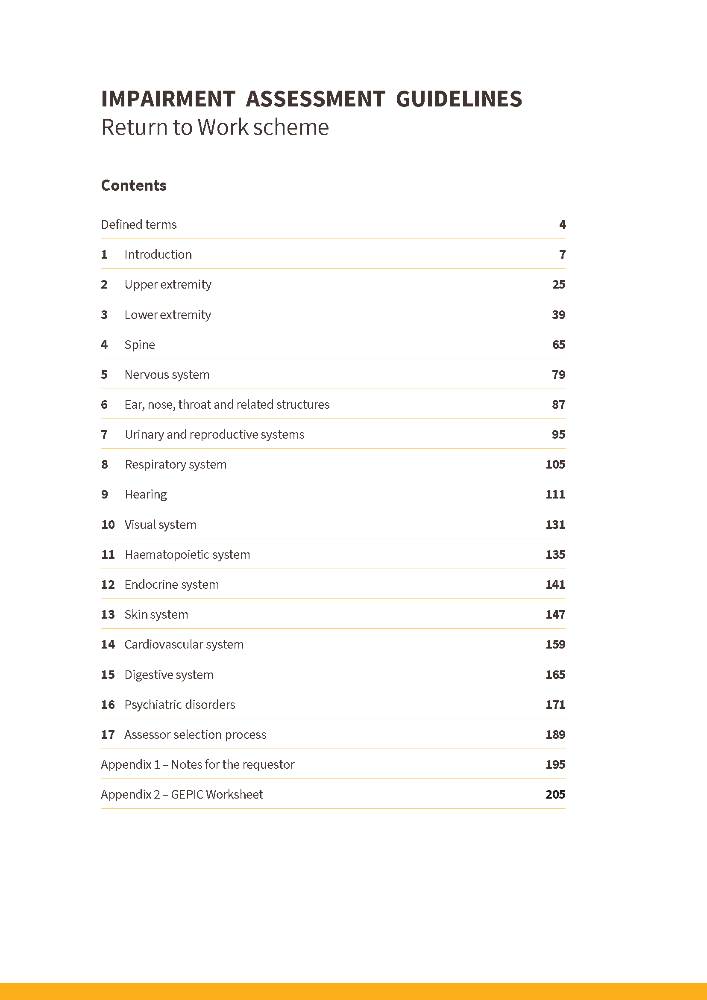 IMPAIRMENT ASSESSMENT GUIDELINES
Return to Work scheme
Contents
Defined terms 4
1 Introduction 7
2 Upper extremity 25
3 Lower extremity 39
4 Spine 65
5 Nervous system 79
6 Ear, nose, throat and related structures 87
7 Urinary and reproductive systems 95
8 Respiratory system 105
9 Hearing 111
10 Visual system 131
11 Haematopoietic system 135
12 Endocrine system 141
13 Skin system 147
14 Cardiovascular system 159
15 Digestive system 165
16 Psychiatric disorders 171
17 Assessor selection process 189
Appendix 1 – Notes for the requestor 195
Appendix 2 – GEPIC Worksheet 205